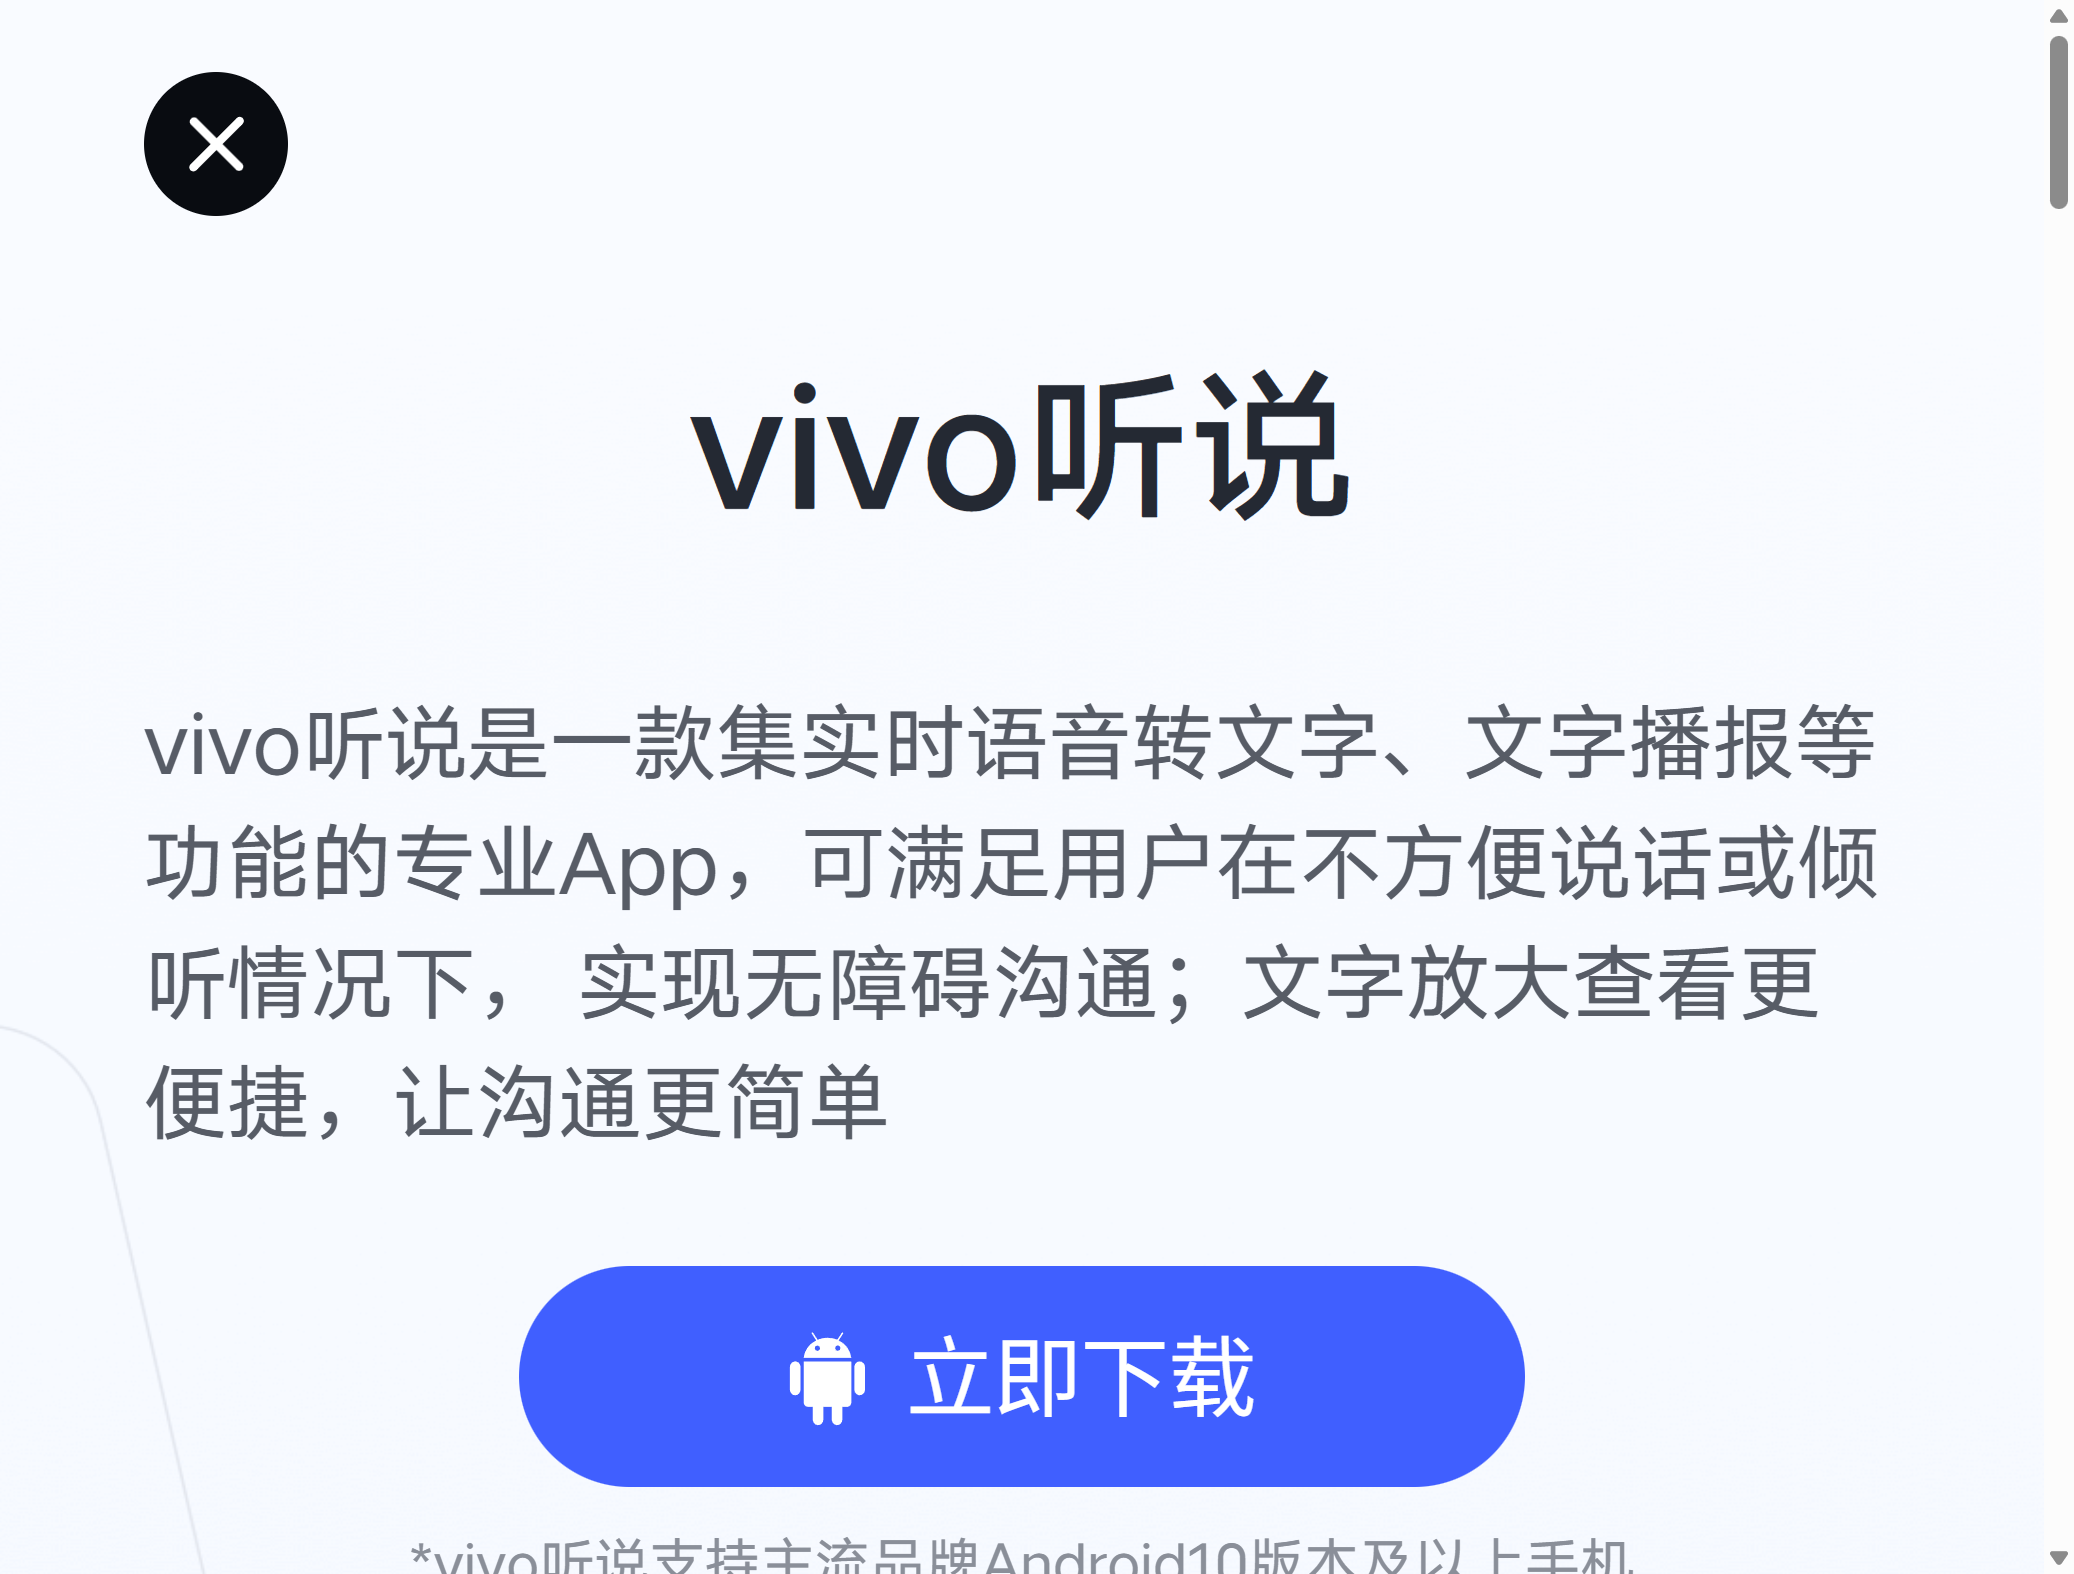 vivo听说
vivo听说是一款集实时语音转文字、文字播报等
功能的专业App，可满足用户在不方便说话或倾
听情况下， 实现无障碍沟通；文字放大查看更
便捷，让沟通更简单
立即下载
*vivo听说支持主流品牌Android10版本及以上手机